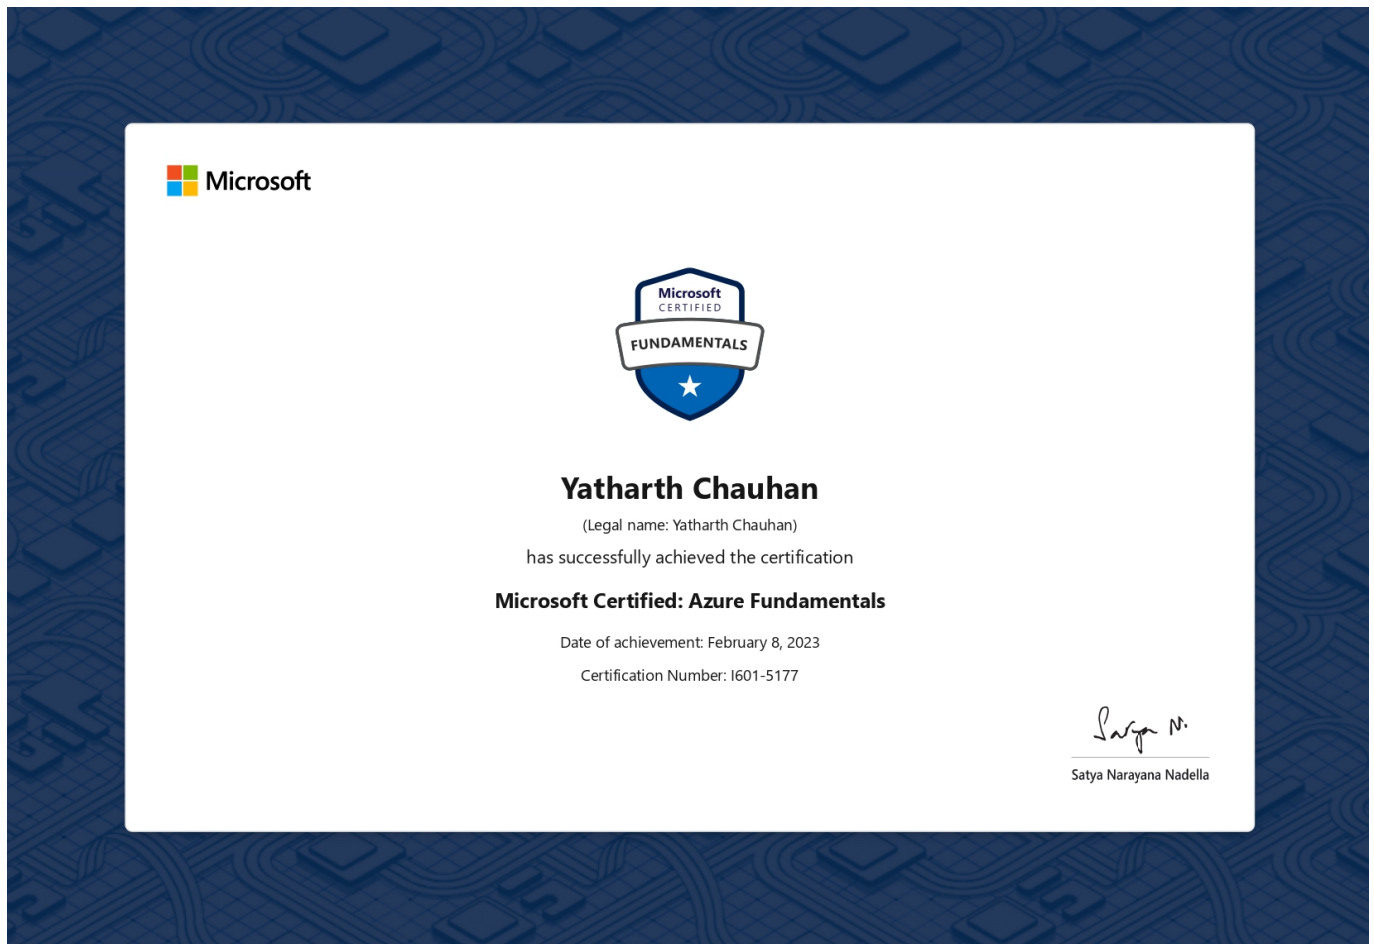 Microsoft
Microsoft
CERTIFIED
FUNDAMENTALS
Yatharth Chauhan
(Legal name: Yatharth Chauhan)
has successfully achieved the certification
Microsoft Certified: Azure Fundamentals
Date of achievement: February 8, 2023
Certification Number: I601-5177
Satya N.
Satya Narayana Nadella